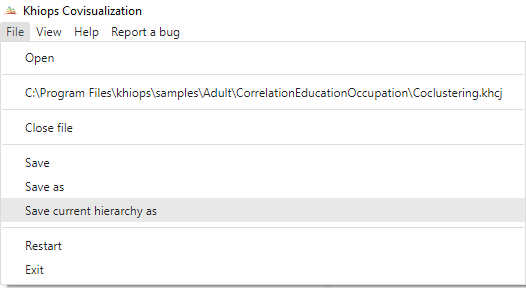 Khiops Covisualization
File View Help Report a bug
Open
C:\Program Files\khiops\samples\Adult\CorrelationEducationOccupation\Coclustering.khcj
Close file
Save
Save as
Save current hierarchy as
Restart
Exit